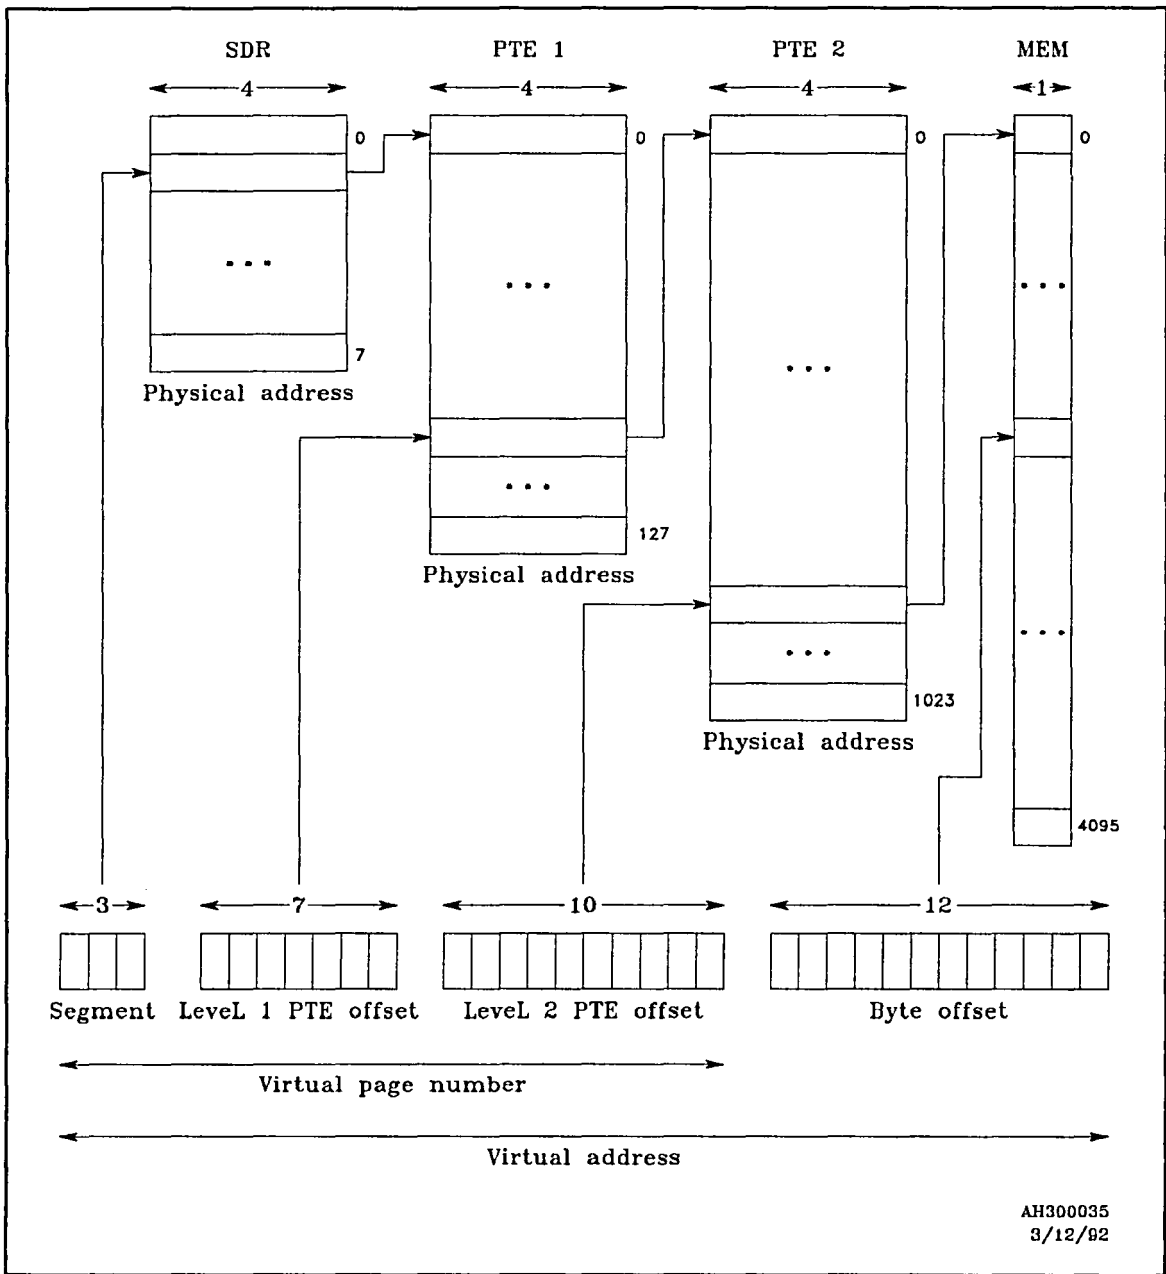 SDR PTE 1 PTE 2 MEM
4 4 4 1
0 0 0 0
...
7
Physical address
...
...
...
127
Physical address
...
...
...
1023
Physical address
4095
3 7 10 12
Segment LeveL 1 PTE offset LeveL 2 PTE offset Byte offset
Virtual page number
Virtual address
AH300035
3/12/92